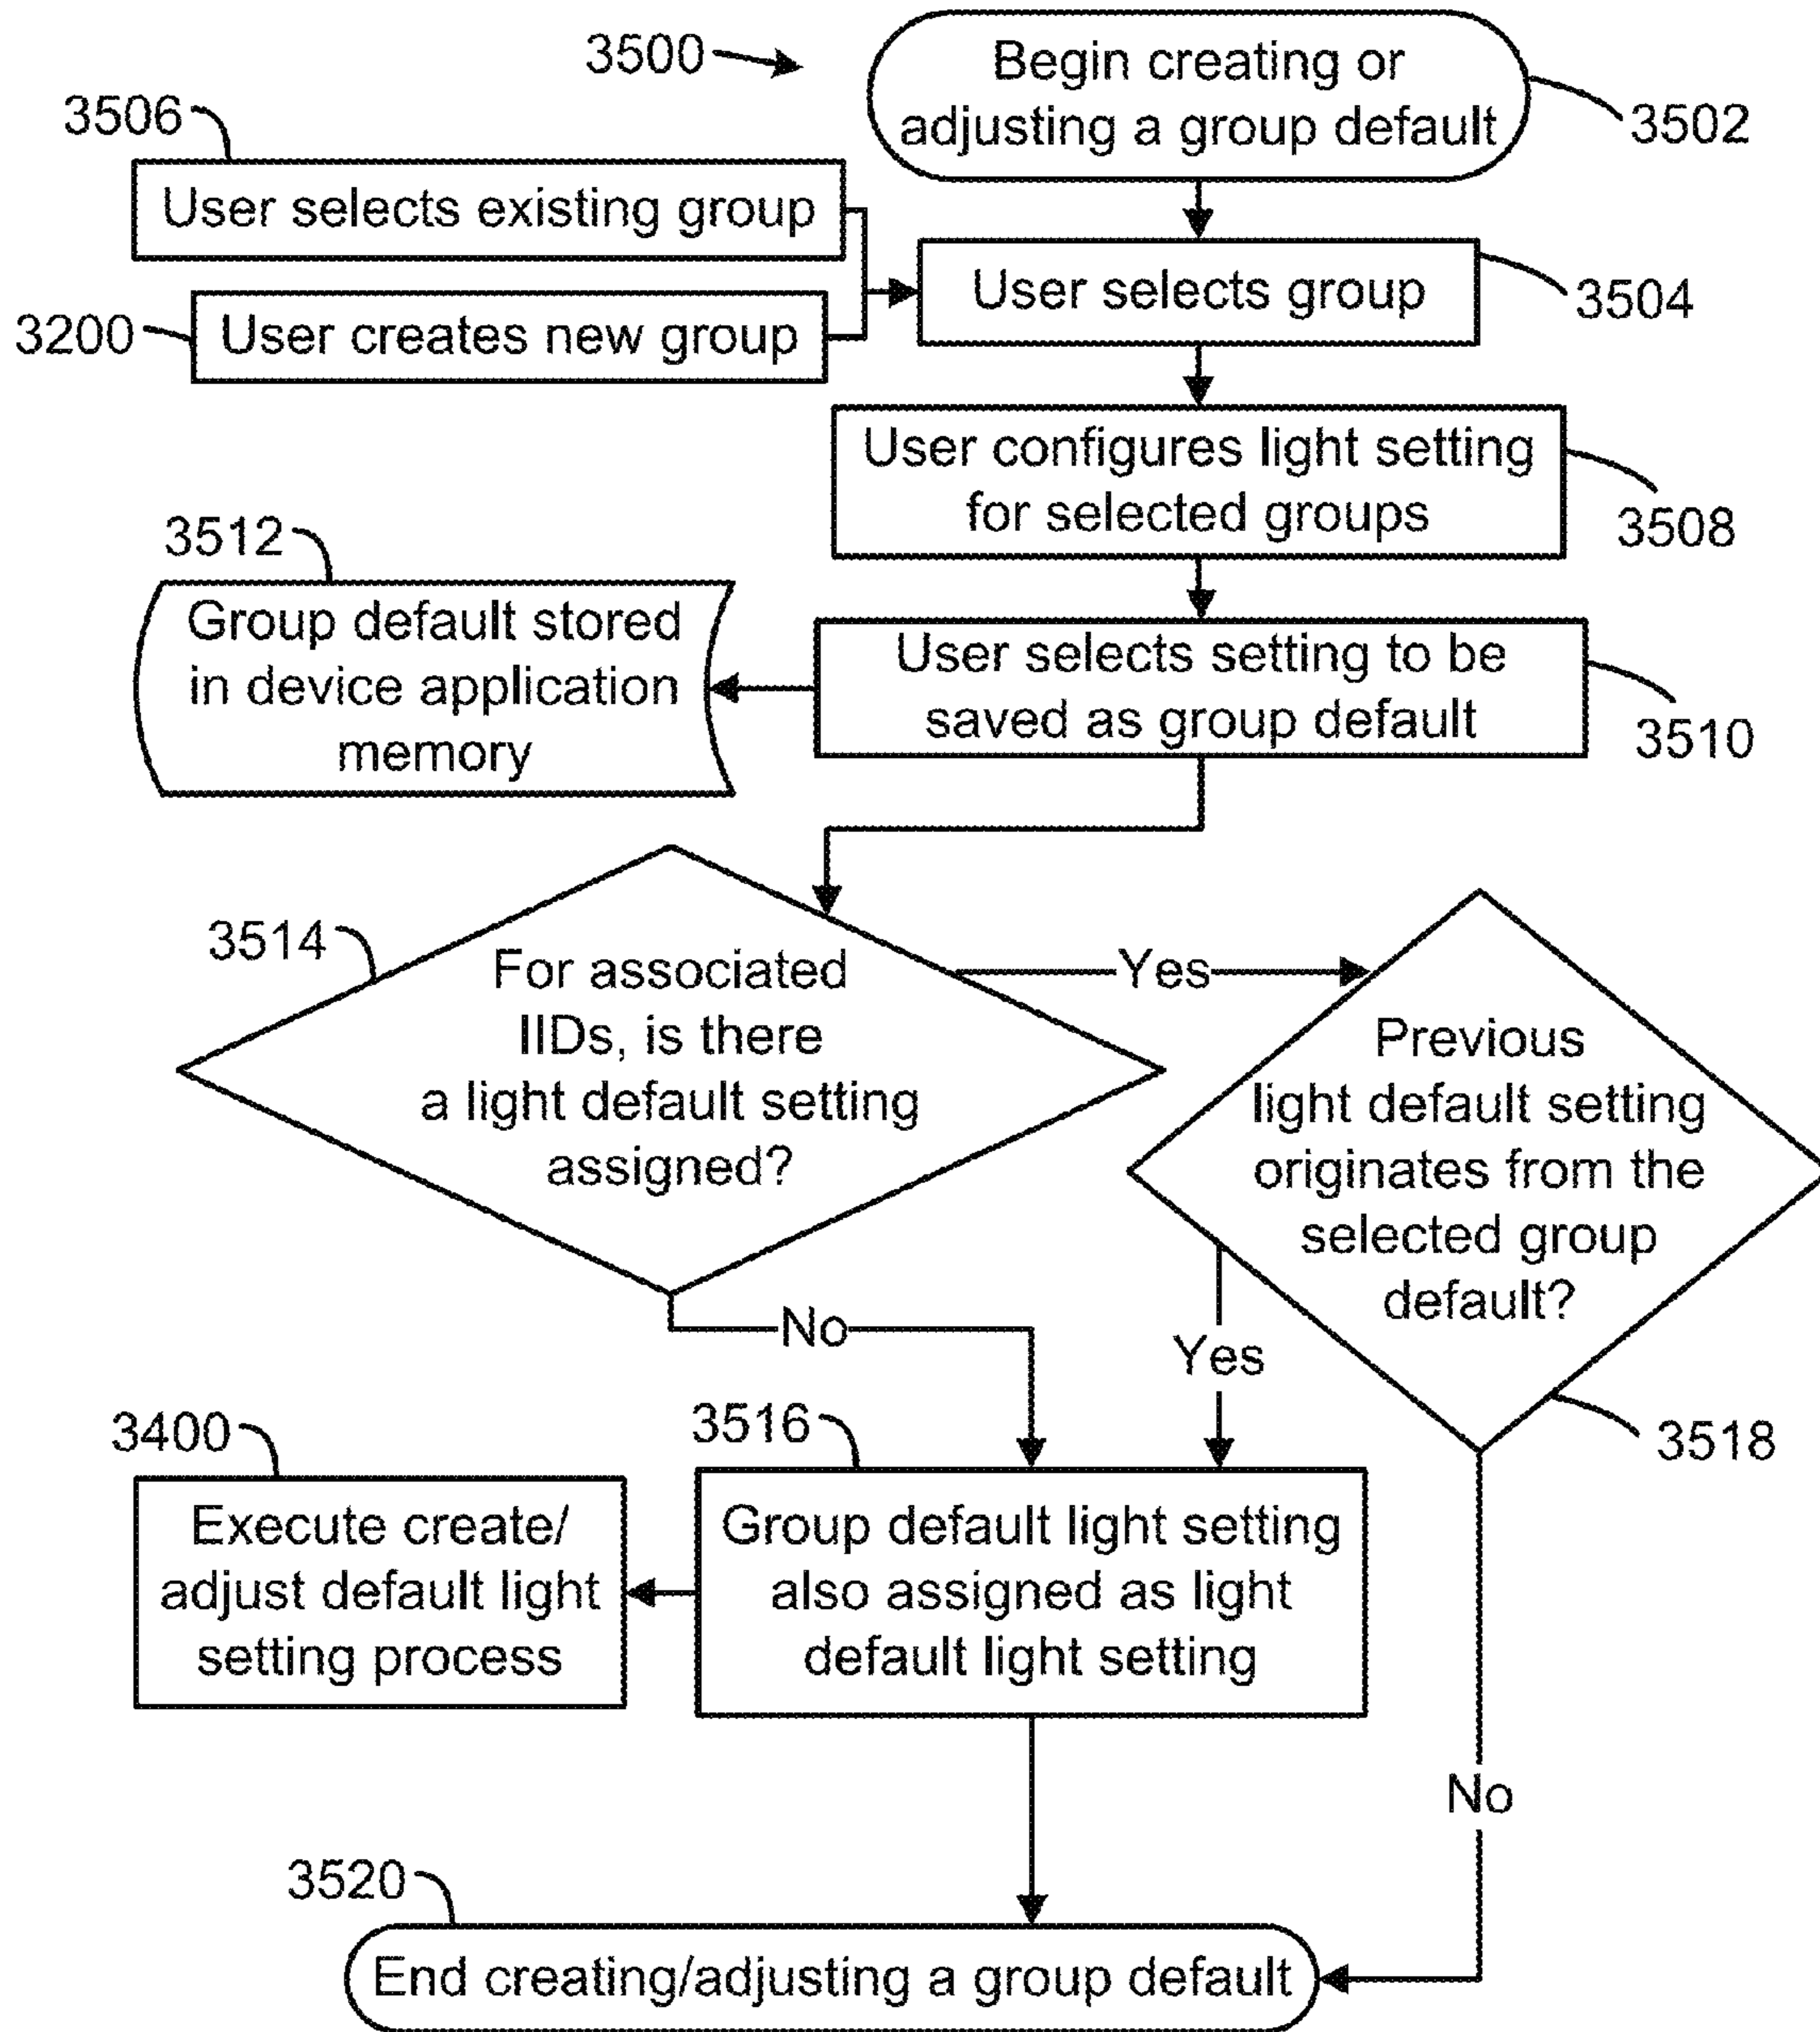 3500
Begin creating or
adjusting a group default
3502
3506
User selects existing group
3200
User creates new group
User selects group
3504
User configures light setting
for selected groups
3508
3512
Group default stored
in device application
memory
User selects setting to be
saved as group default
3510
3514
For associated
IIDs, is there
a light default setting
assigned?
Yes
Previous
light default setting
originates from the
selected group
default?
3518
No
Yes
3400
Execute create/
adjust default light
setting process
3516
Group default light setting
also assigned as light
default light setting
No
3520
End creating/adjusting a group default